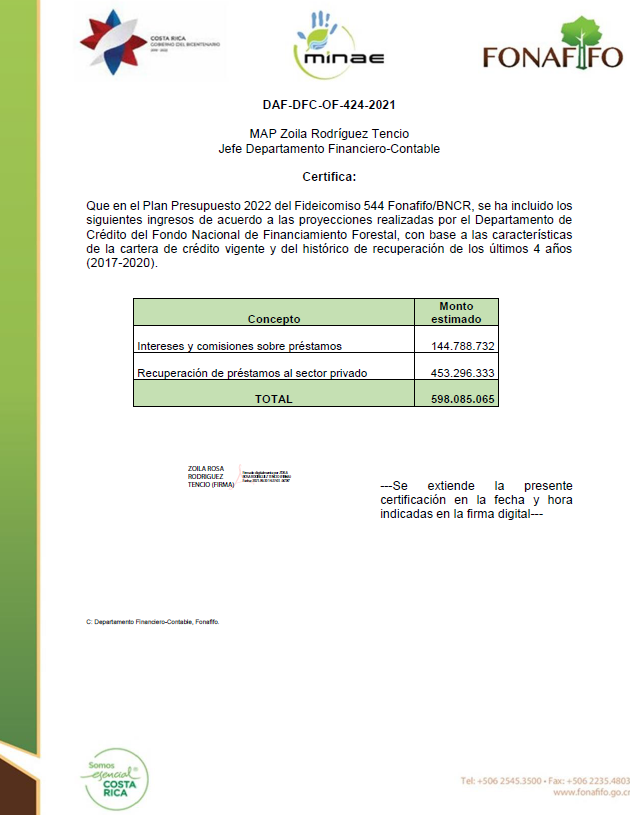 COSTA RICA
GOBIERNO DEL BICENTENARIO
minae
FONAFIFO
DAF-DFC-OF-424-2021
MAP Zoila Rodríguez Tencio
Jefe Departamento Financiero-Contable
Certifica:
Que en el Plan Presupuesto 2022 del Fideicomiso 544 Fonafifo/BNCR, se ha incluido los
siguientes ingresos de acuerdo a las proyecciones realizadas por el Departamento de
Crédito del Fondo Nacional de Financiamiento Forestal, con base a las características
de la cartera de crédito vigente y del histórico de recuperación de los últimos 4 años
(2017-2020).
Concepto
Monto
estimado
Intereses y comisiones sobre préstamos 144.788.732
Recuperación de préstamos al sector privado 453.296.333
TOTAL 598.085.065
ZOILA ROSA
RODRIGUEZ
TENCIO (FIRMA)
---Se extiende la presente
certificación en la fecha y hora
indicadas en la firma digital---
C: Departamento Financiero-Contable, Fonafifo.
Somos
esencial
COSTA
RICA
Tel: +506 2545.3500 • Fax: +506 2235.4803
www.fonafifo.go.cr